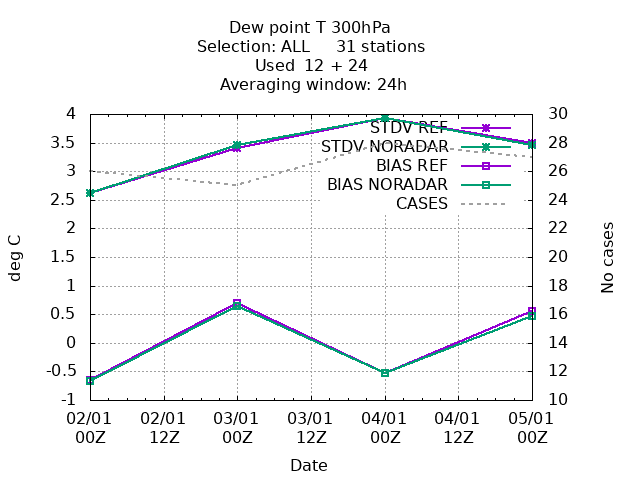 Dew point T 300hPa
Selection: ALL     31 stations
Used  12 + 24
Averaging window: 24h
4
3.5
3
2.5
2
1.5
1
0.5
0
-0.5
-1
deg C
30
28
26
24
22
20
18
16
14
12
10
No cases
STDV REF
STDV NORADAR
BIAS REF
BIAS NORADAR
CASES
02/01 02/01 03/01 03/01 04/01 04/01 05/01
00Z 12Z 00Z 12Z 00Z 12Z 00Z
Date